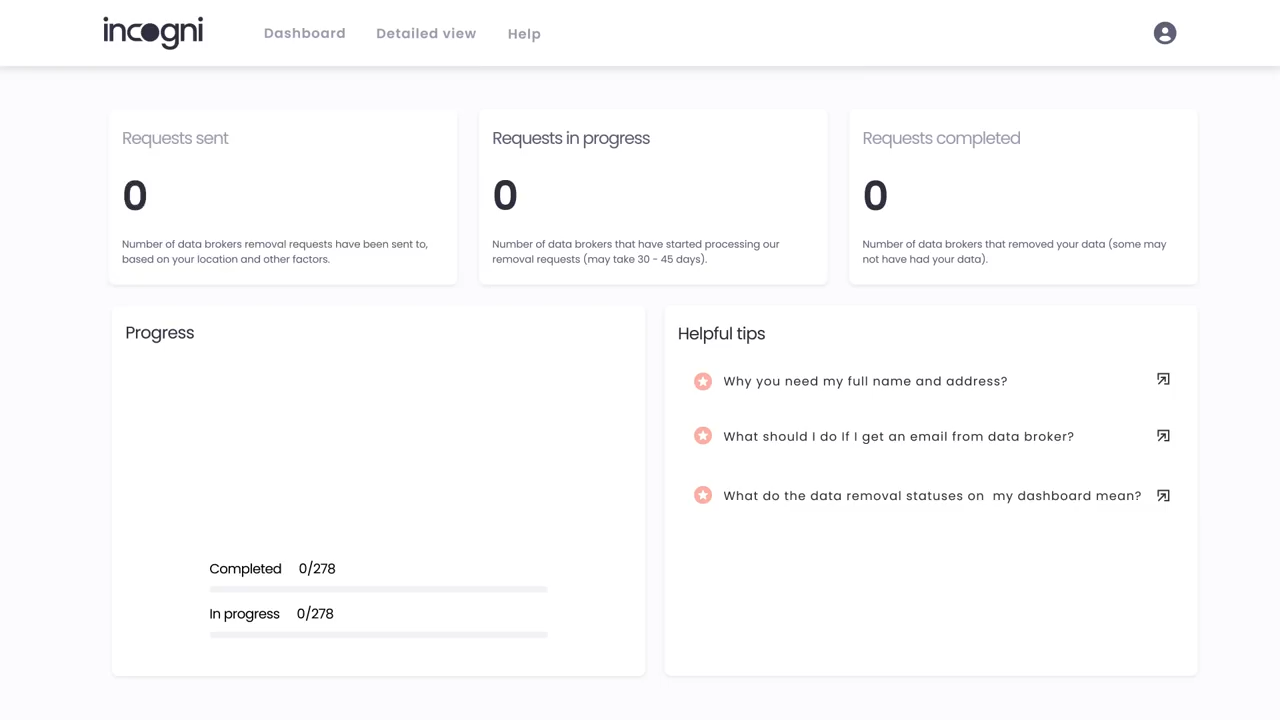 incogni
Dashboard
Detailed view
Help
Requests sent
0
Number of data brokers removal requests have been sent to,
based on your location and other factors.
Requests in progress
0
Number of data brokers that have started processing our
removal requests (may take 30 - 45 days).
Requests completed
0
Number of data brokers that removed your data (some may
not have had your data).
Progress
Completed 0/278
In progress 0/278
Helpful tips
Why you need my full name and address?
What should I do If I get an email from data broker?
What do the data removal statuses on my dashboard mean?